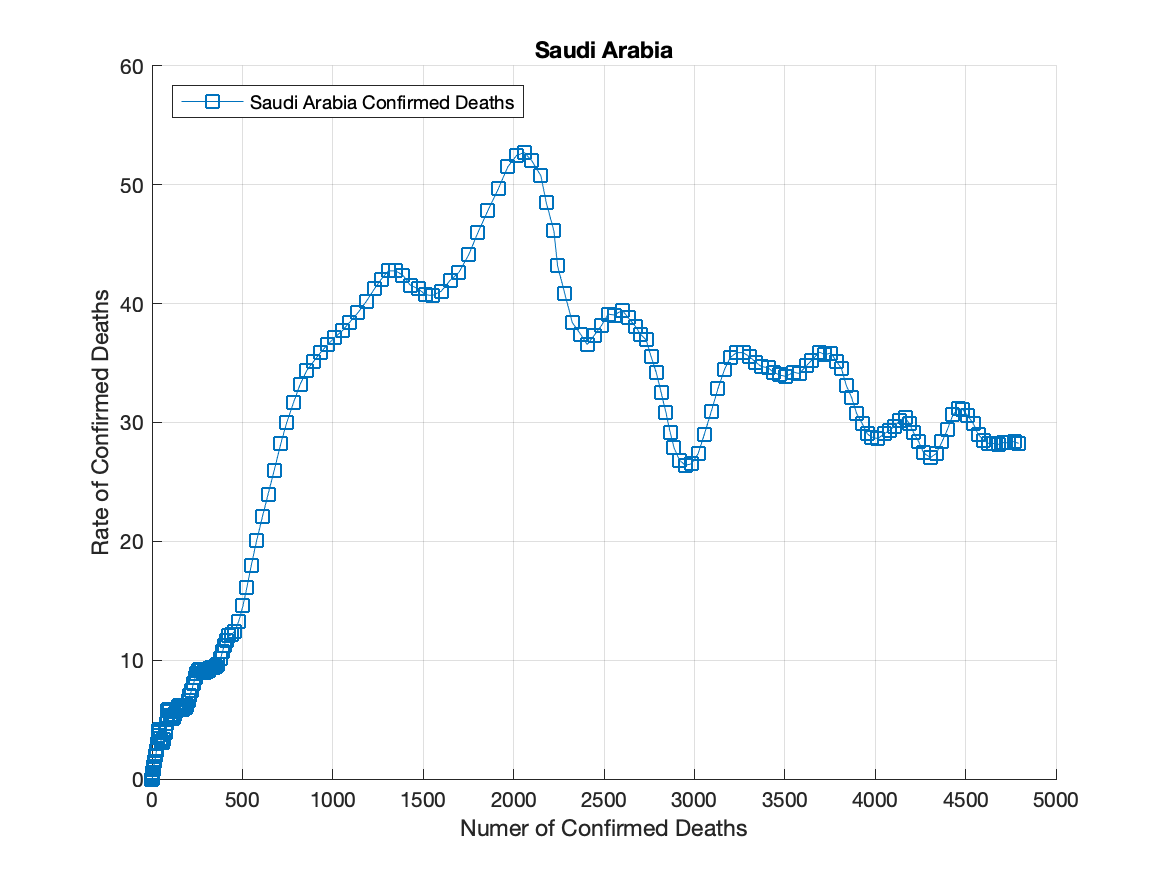 Saudi Arabia
60
Saudi Arabia Confirmed Deaths
50
40
30
20
10
0
Rate of Confirmed Deaths
0 500 1000 1500 2000 2500 3000 3500 4000 4500 5000
Numer of Confirmed Deaths